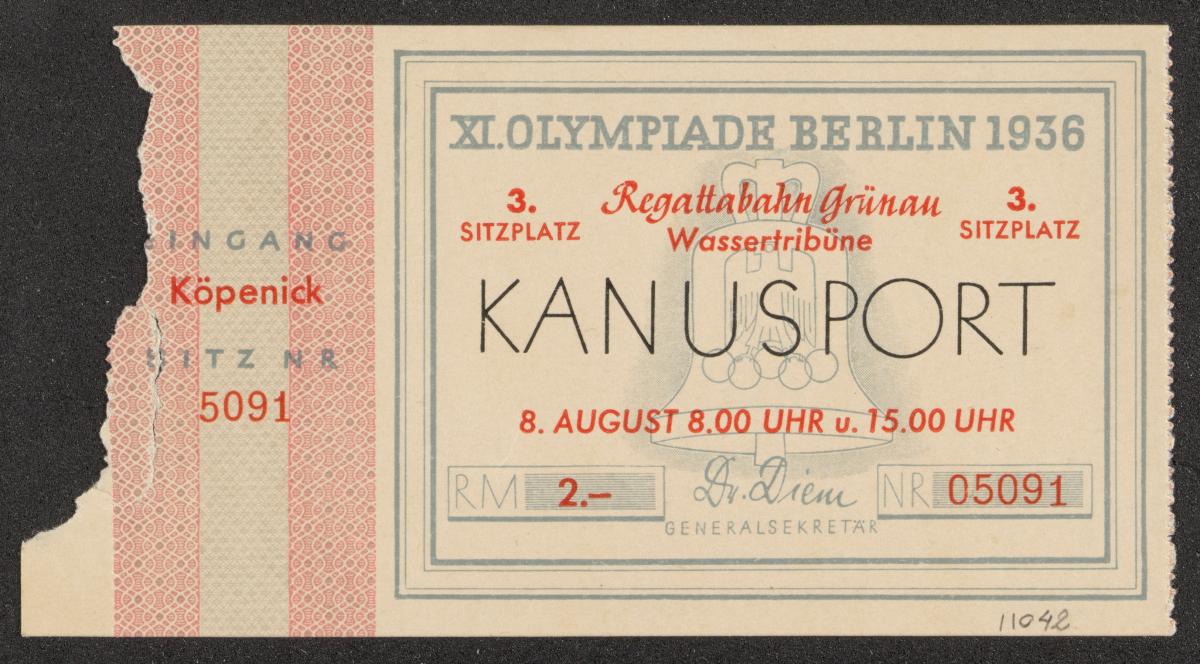 EINGANG
Köpenick
SITZ NR
5091
XI. OLYMPIADE BERLIN 1936
3. Regattabahn Grünau 3.
SITZPLATZ Wassertribüne SITZPLATZ
KANUSPORT
8. AUGUST 8.00 UHR u. 15.00 UHR
RM 2.– Dr. Diem NR 05091
GENERALSEKRETÄR
11042